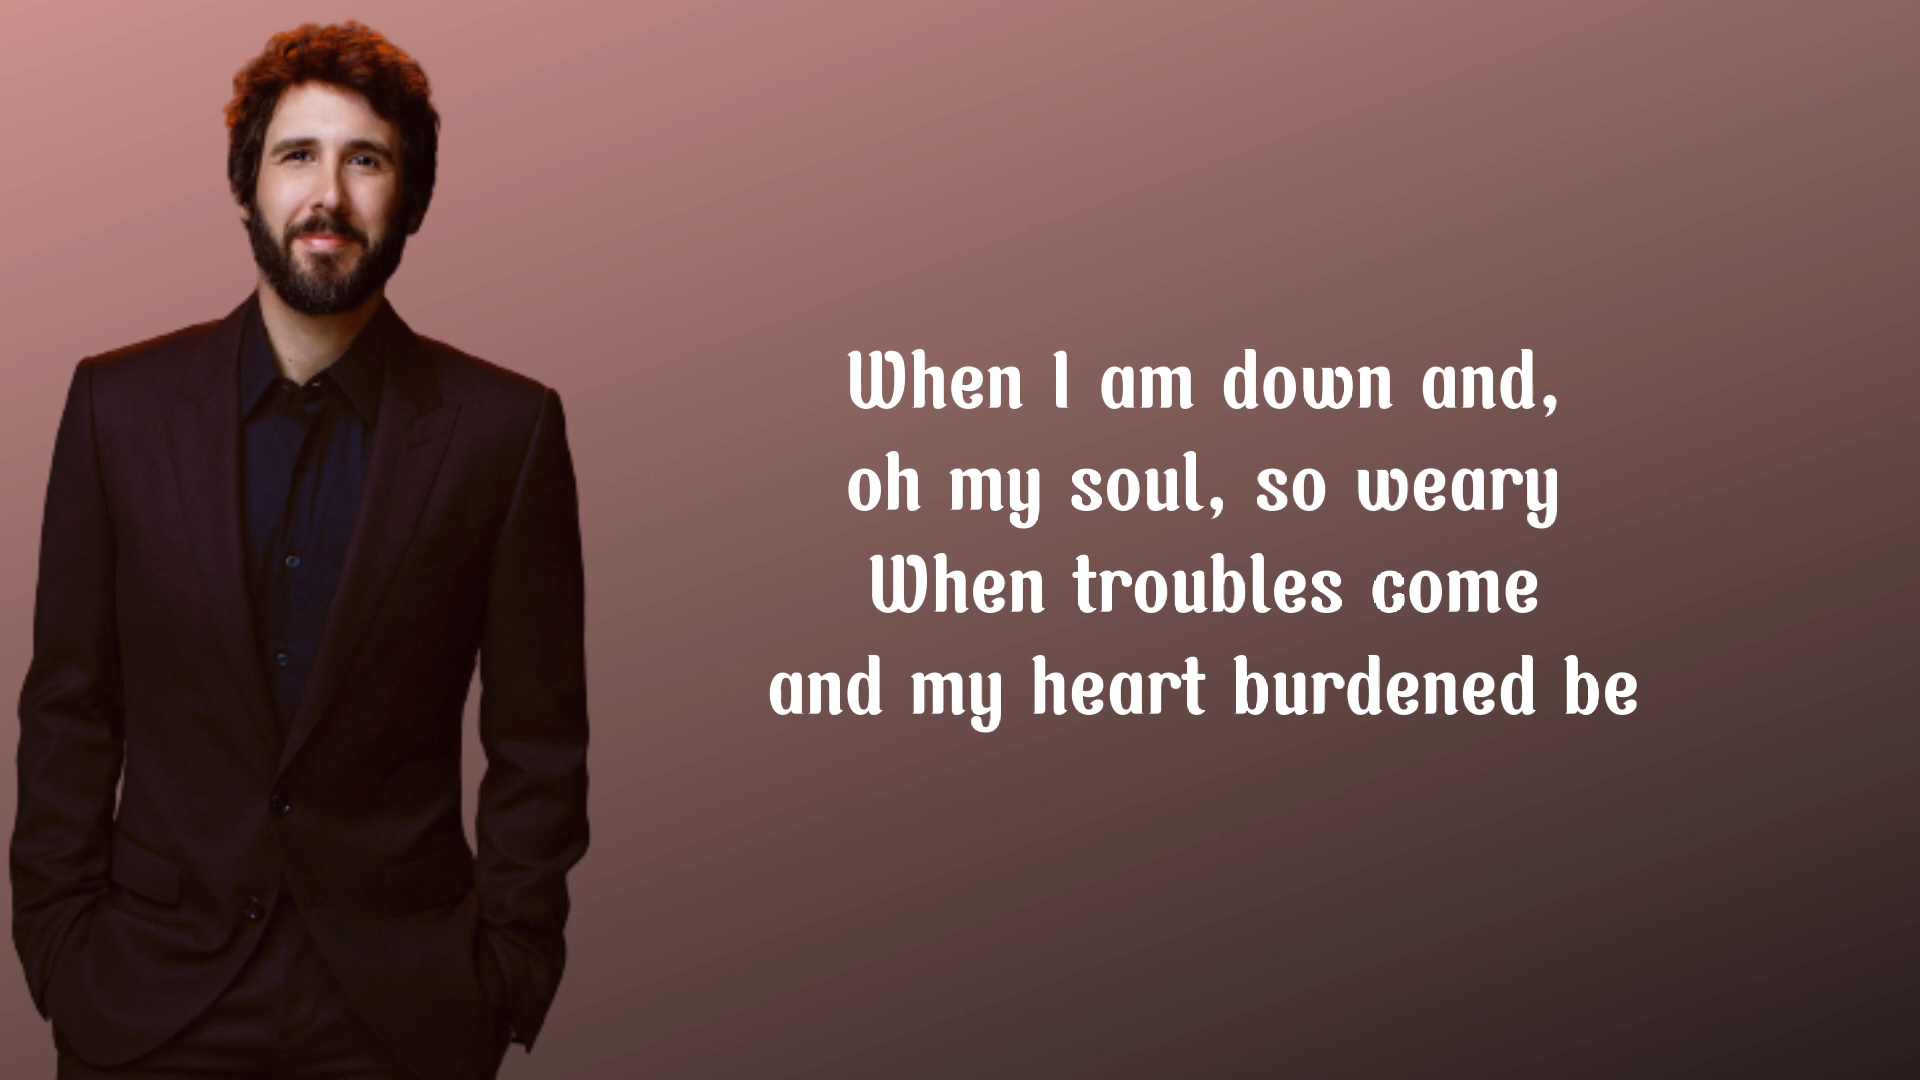 When I am down and,
oh my soul, so weary
When troubles come
and my heart burdened be